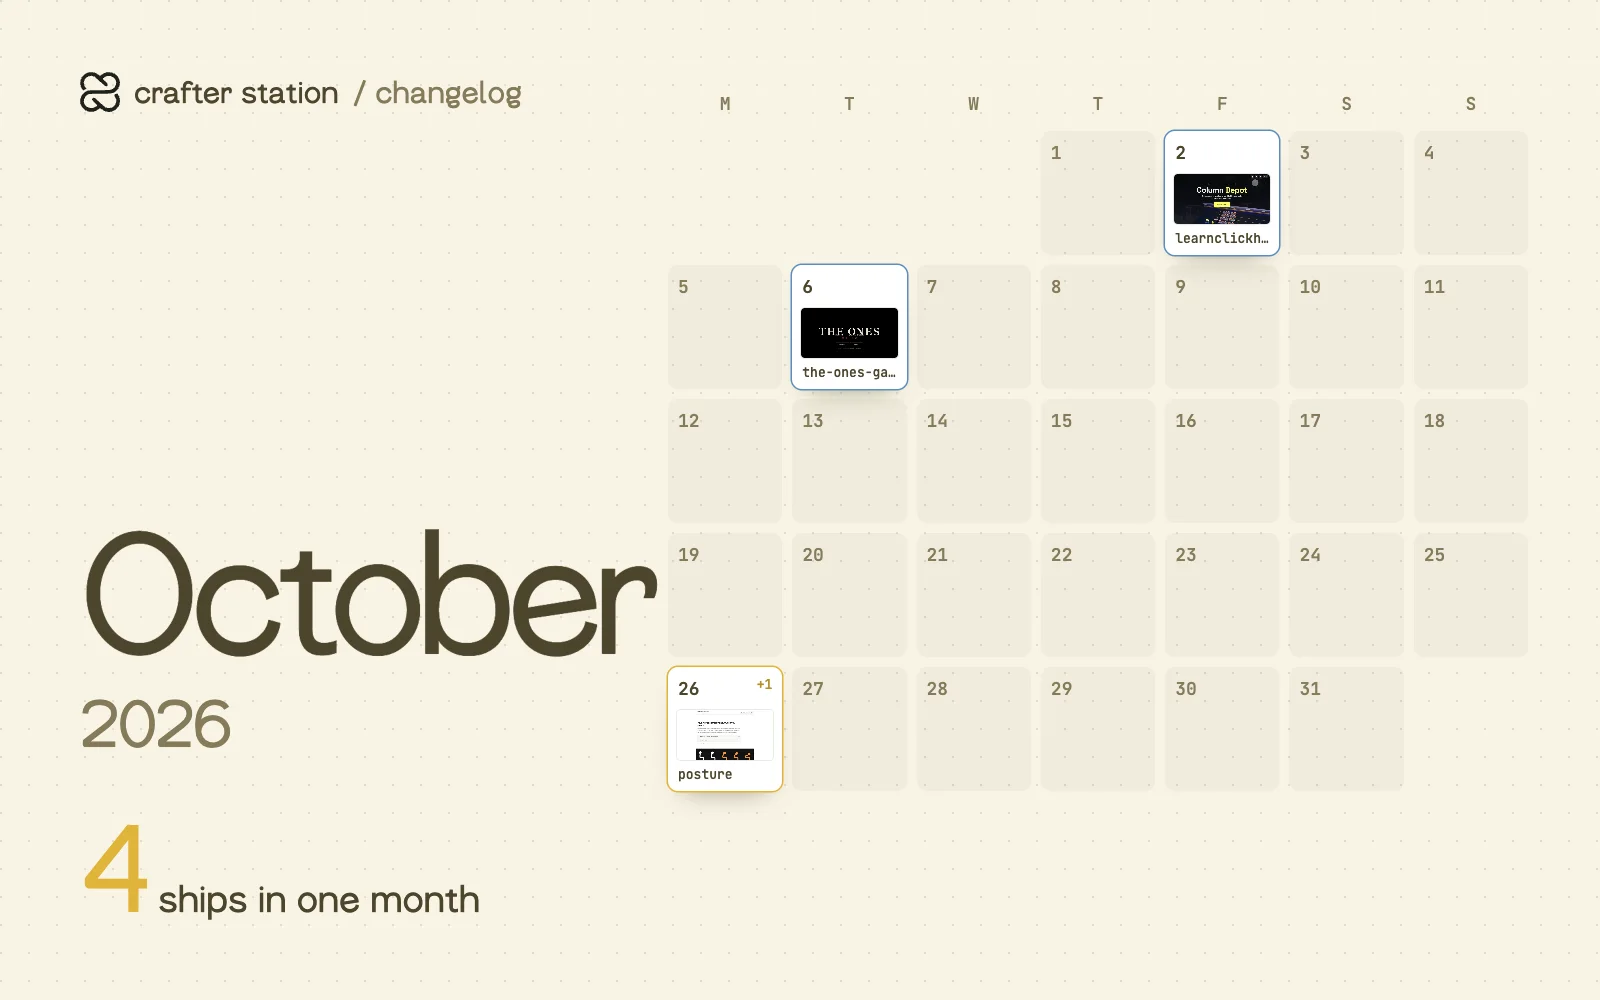 crafter station / changelog
M T W T F S S
1 2 3 4
Column Depot
learnclickh…
5 6 7 8 9 10 11
THE ONES
the-ones-ga…
12 13 14 15 16 17 18
October
19 20 21 22 23 24 25
2026
26 +1 27 28 29 30 31
posture
4 ships in one month